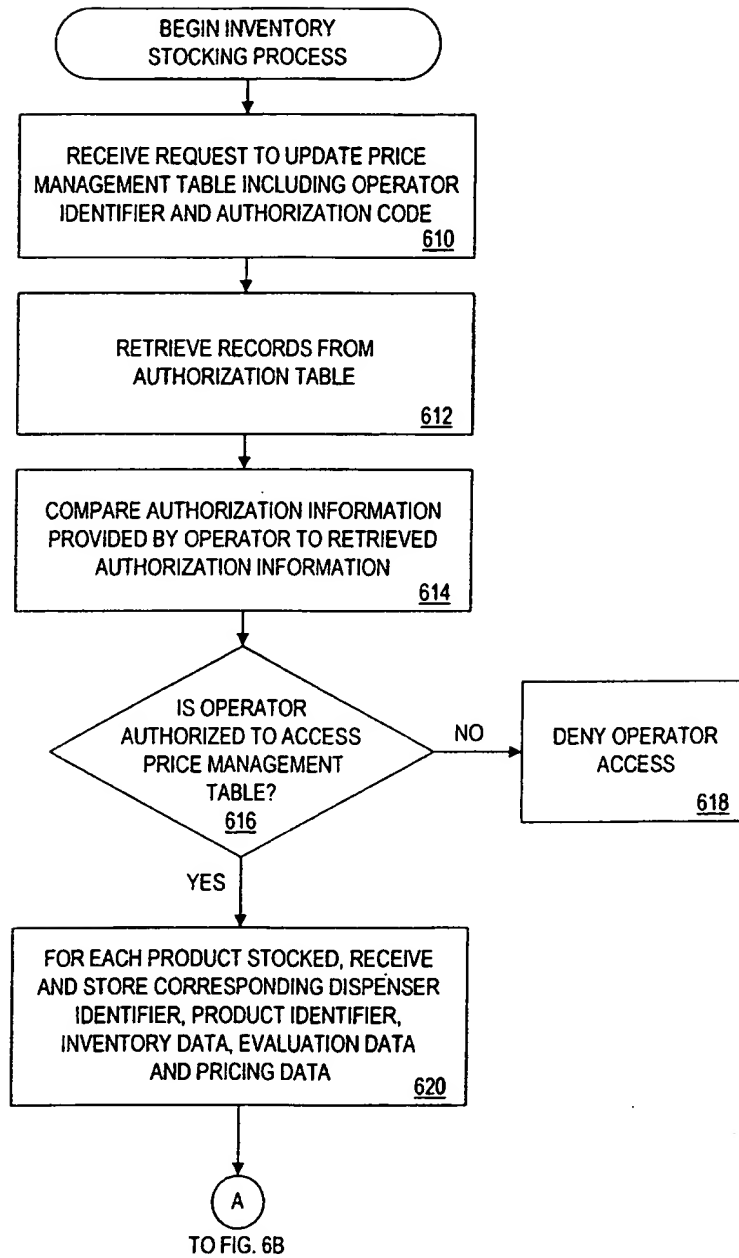 BEGIN INVENTORY
STOCKING PROCESS
RECEIVE REQUEST TO UPDATE PRICE
MANAGEMENT TABLE INCLUDING OPERATOR
IDENTIFIER AND AUTHORIZATION CODE
610
RETRIEVE RECORDS FROM
AUTHORIZATION TABLE
612
COMPARE AUTHORIZATION INFORMATION
PROVIDED BY OPERATOR TO RETRIEVED
AUTHORIZATION INFORMATION
614
IS OPERATOR
AUTHORIZED TO ACCESS
PRICE MANAGEMENT
TABLE?
616
NO
DENY OPERATOR
ACCESS
618
YES
FOR EACH PRODUCT STOCKED, RECEIVE
AND STORE CORRESPONDING DISPENSER
IDENTIFIER, PRODUCT IDENTIFIER,
INVENTORY DATA, EVALUATION DATA
AND PRICING DATA
620
A
TO FIG. 6B